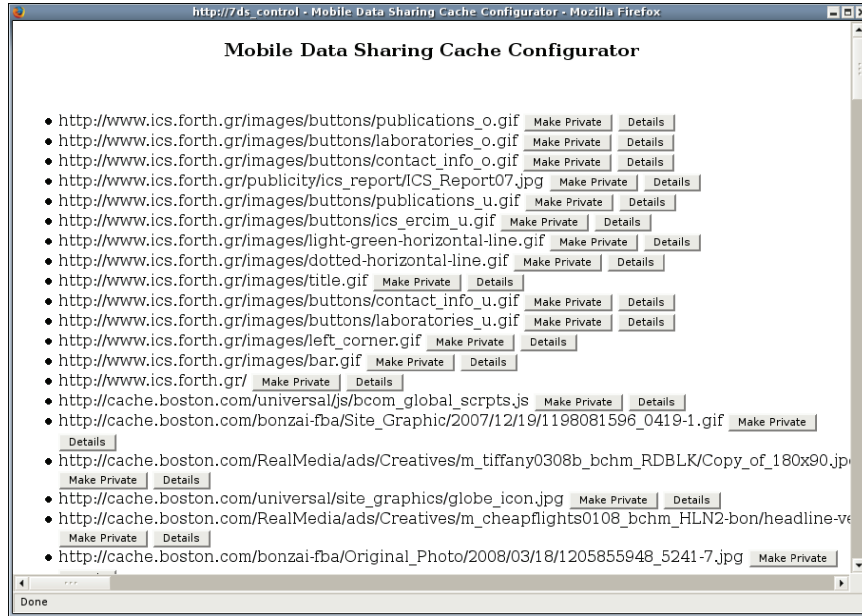 http://7ds_control - Mobile Data Sharing Cache Configurator - Mozilla Firefox
Mobile Data Sharing Cache Configurator
http://www.ics.forth.gr/images/buttons/publications_o.gif Make Private Details
http://www.ics.forth.gr/images/buttons/laboratories_o.gif Make Private Details
http://www.ics.forth.gr/images/buttons/contact_info_o.gif Make Private Details
http://www.ics.forth.gr/publicity/ics_report/ICS_Report07.jpg Make Private Details
http://www.ics.forth.gr/images/buttons/publications_u.gif Make Private Details
http://www.ics.forth.gr/images/buttons/ics_ercim_u.gif Make Private Details
http://www.ics.forth.gr/images/light-green-horizontal-line.gif Make Private Details
http://www.ics.forth.gr/images/dotted-horizontal-line.gif Make Private Details
http://www.ics.forth.gr/images/title.gif Make Private Details
http://www.ics.forth.gr/images/buttons/contact_info_u.gif Make Private Details
http://www.ics.forth.gr/images/buttons/laboratories_u.gif Make Private Details
http://www.ics.forth.gr/images/left_corner.gif Make Private Details
http://www.ics.forth.gr/images/bar.gif Make Private Details
http://www.ics.forth.gr/ Make Private Details
http://cache.boston.com/universal/js/bcom_global_scrpts.js Make Private Details
http://cache.boston.com/bonzai-fba/Site_Graphic/2007/12/19/1198081596_0419-1.gif Make Private
Details
http://cache.boston.com/RealMedia/ads/Creatives/m_tiffany0308b_bchm_RDBLK/Copy_of_180x90.jp
Make Private Details
http://cache.boston.com/universal/site_graphics/globe_icon.jpg Make Private Details
http://cache.boston.com/RealMedia/ads/Creatives/m_cheapflights0108_bchm_HLN2-bon/headline-ve
Make Private Details
http://cache.boston.com/bonzai-fba/Original_Photo/2008/03/18/1205855948_5241-7.jpg Make Private
Done